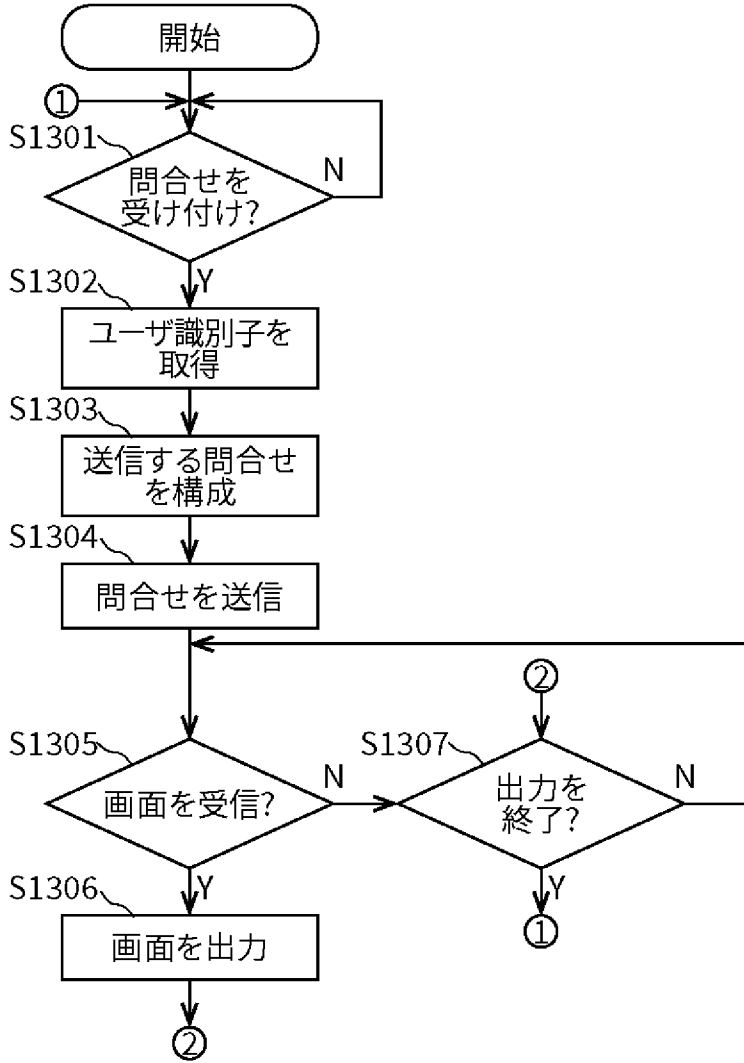 開始
①
S1301
問合せを
受け付け?
N
Y
S1302
ユーザ識別子を
取得
S1303
送信する問合せ
を構成
S1304
問合せを送信
②
S1305
画面を受信?
N
S1307
出力を
終了?
N
Y
Y
S1306
画面を出力
①
②